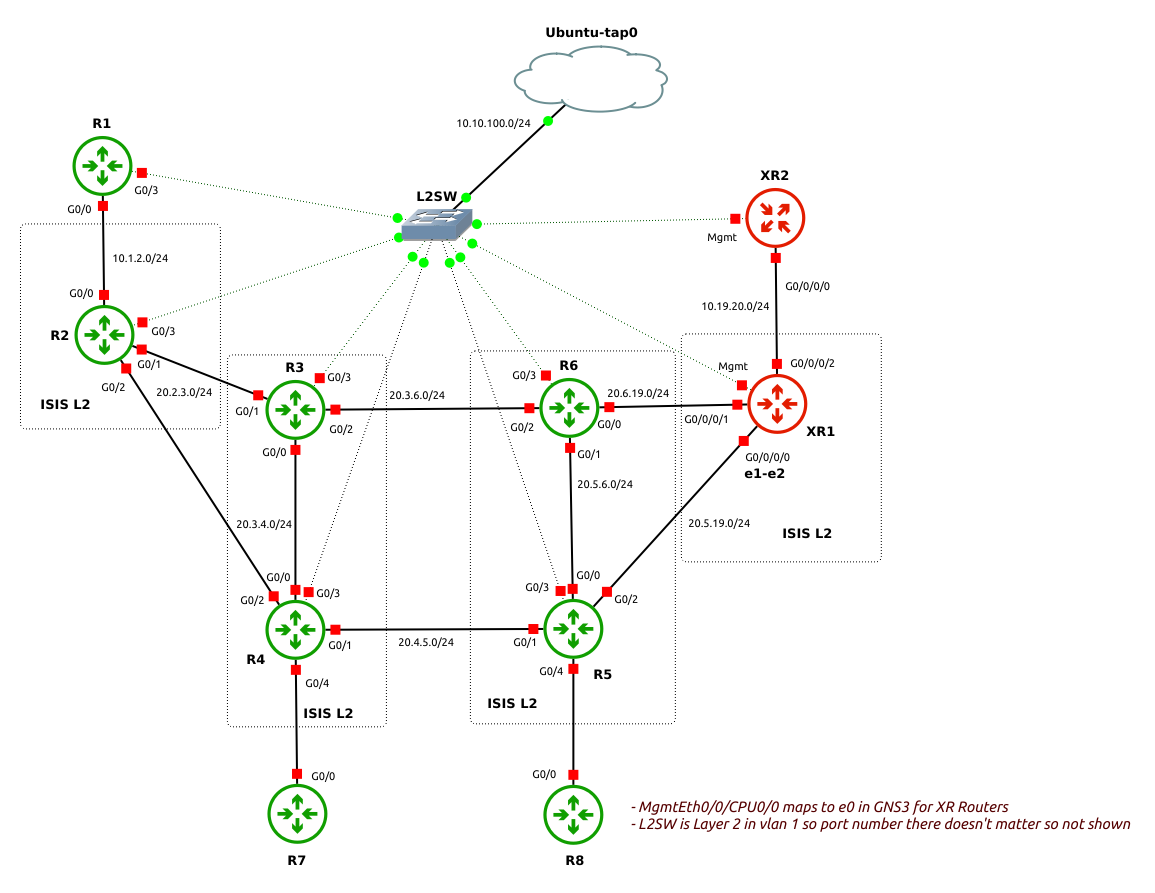 Ubuntu-tap0
10.10.100.0/24
R1
G0/3
G0/0
L2SW
XR2
Mgmt
G0/0/0/0
10.1.2.0/24
10.19.20.0/24
G0/0
R2
G0/3
G0/1
G0/2
20.2.3.0/24
ISIS L2
R3
G0/3
G0/1
G0/2
G0/0
20.3.6.0/24
R6
G0/3
G0/2
G0/0
G0/1
20.6.19.0/24
Mgmt
G0/0/0/2
G0/0/0/1
XR1
G0/0/0/0
e1-e2
20.5.6.0/24
20.3.4.0/24
20.5.19.0/24
ISIS L2
G0/0
G0/3
G0/2
G0/1
R4
G0/4
ISIS L2
20.4.5.0/24
G0/0
G0/3
G0/2
G0/1
G0/4
R5
ISIS L2
G0/0
R7
G0/0
R8
- MgmtEth0/0/CPU0/0 maps to e0 in GNS3 for XR Routers
- L2SW is Layer 2 in vlan 1 so port number there doesn't matter so not shown